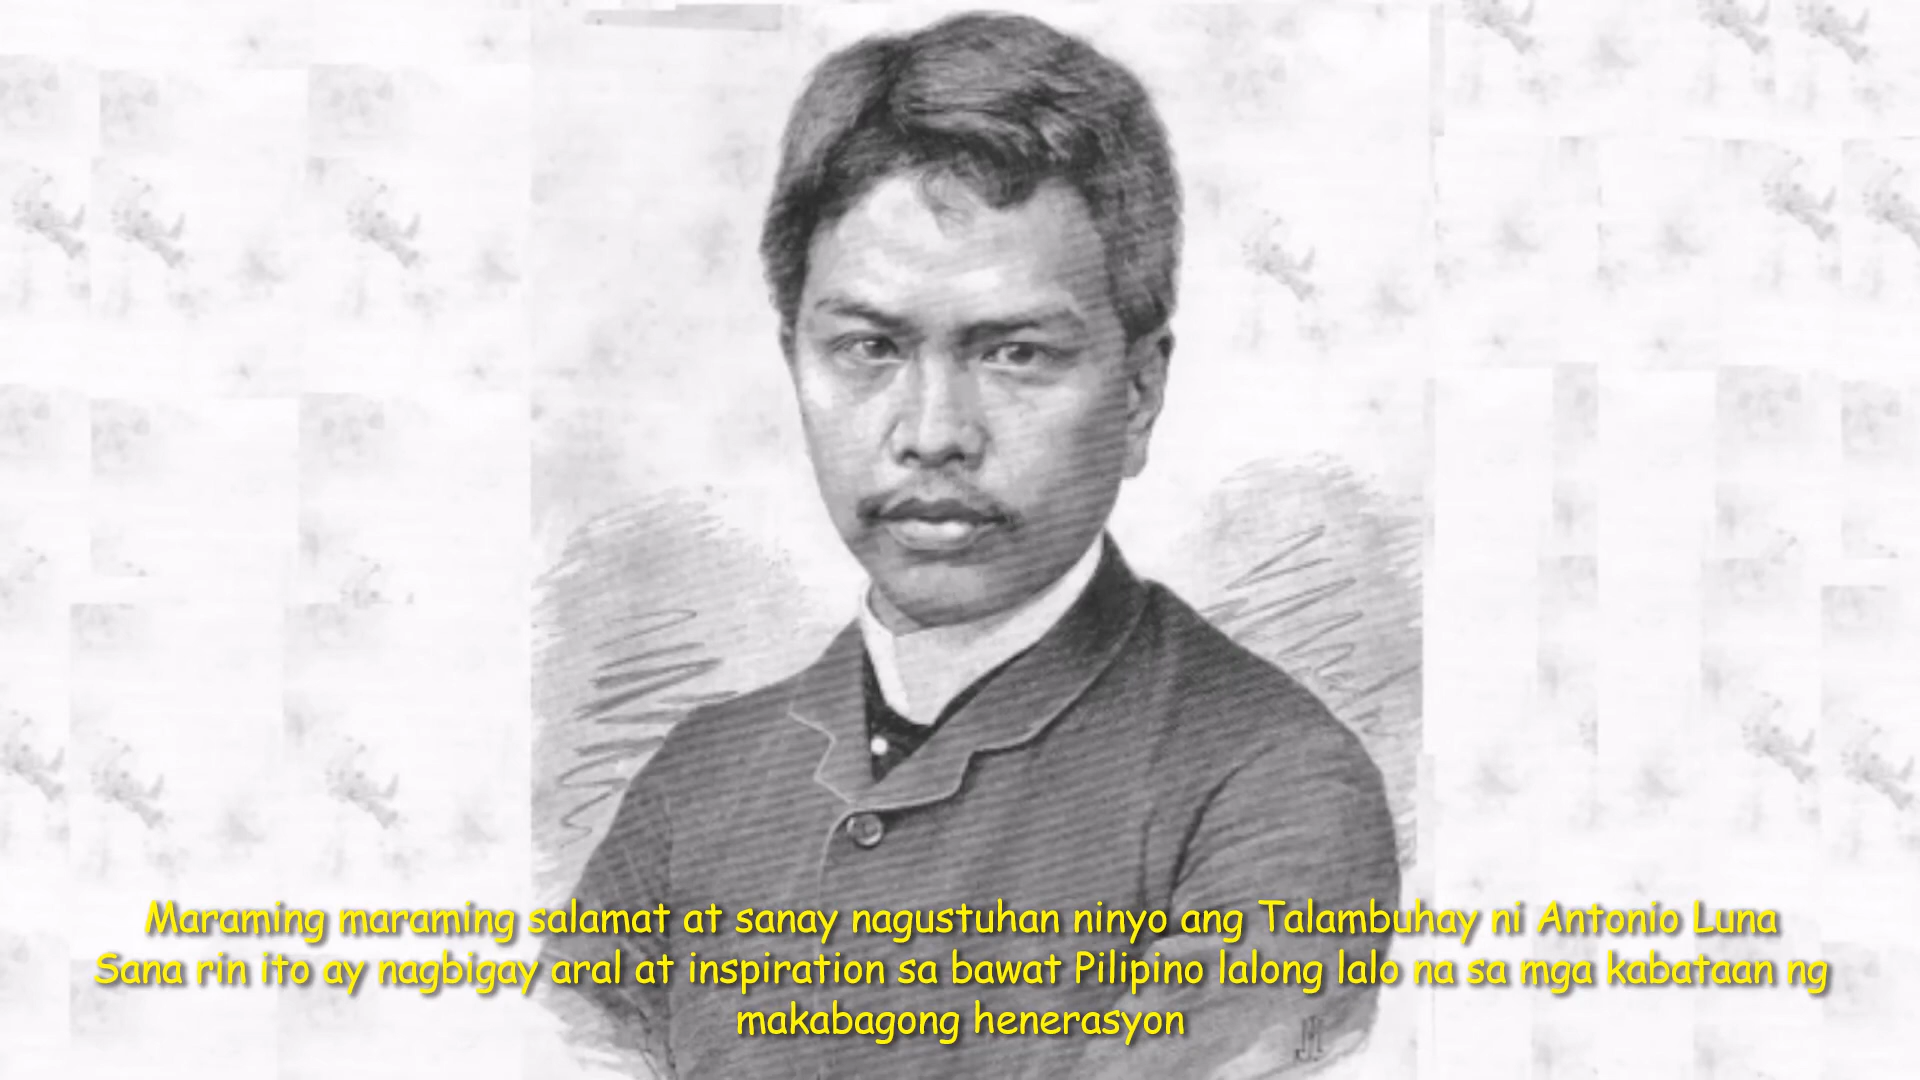 Maraming maraming salamat at sanay nagustuhan ninyo ang Talambuhay ni Antonio Luna
Sana rin ito ay nagbigay aral at inspiration sa bawat Pilipino lalong lalo na sa mga kabataan ng
makabagong henerasyon